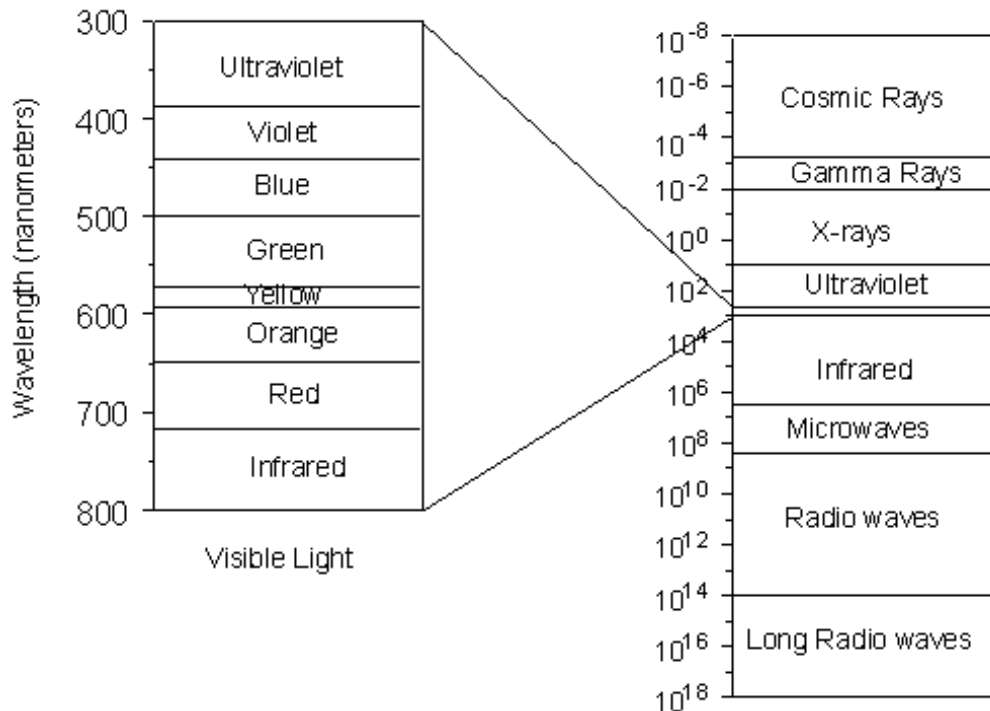 Wavelength (nanometers)
300
400
500
600
700
800
Ultraviolet
Violet
Blue
Green
Yellow
Orange
Red
Infrared
Visible Light
10⁻⁸
10⁻⁶
10⁻⁴
10⁻²
10⁰
10²
10⁴
10⁶
10⁸
10¹⁰
10¹²
10¹⁴
10¹⁶
10¹⁸
Cosmic Rays
Gamma Rays
X-rays
Ultraviolet
Infrared
Microwaves
Radio waves
Long Radio waves